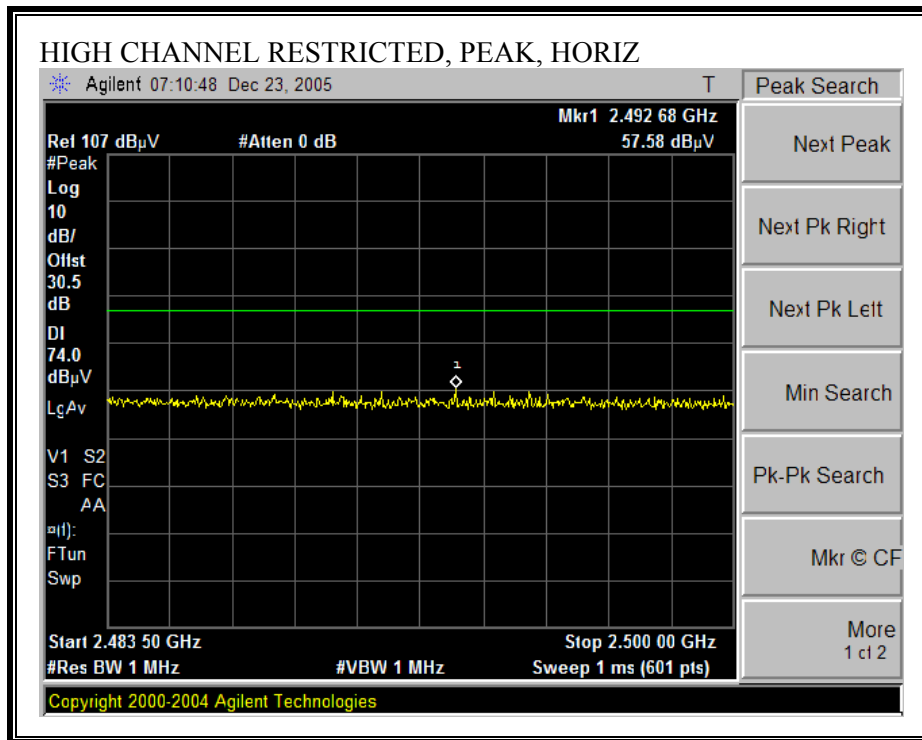 HIGH CHANNEL RESTRICTED, PEAK, HORIZ
Agilent 07:10:48 Dec 23, 2005 T
Peak Search
Mkr1 2.492 68 GHz
Ref 107 dBµV #Atten 0 dB 57.58 dBµV
#Peak
Log
10
dB/
Offst
30.5
dB
DI
74.0
dBµV
LgAv
V1 S2
S3 FC
AA
¤(f):
FTun
Swp
1
Start 2.483 50 GHz Stop 2.500 00 GHz
#Res BW 1 MHz #VBW 1 MHz Sweep 1 ms (601 pts)
Copyright 2000-2004 Agilent Technologies
Next Peak
Next Pk Right
Next Pk Left
Min Search
Pk-Pk Search
Mkr © CF
More
1 of 2